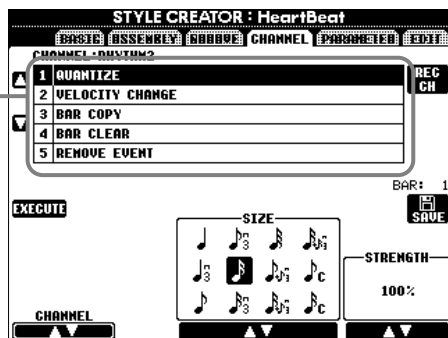 STYLE CREATOR : HeartBeat
BASIC ASSEMBLY GROOVE CHANNEL PARAMETER EDIT
CHANNEL:RHYTHM2
1 QUANTIZE
2 VELOCITY CHANGE
3 BAR COPY
4 BAR CLEAR
5 REMOVE EVENT
REC CH
BAR: 1
EXECUTE
SAVE
SIZE
STRENGTH
100%
CHANNEL